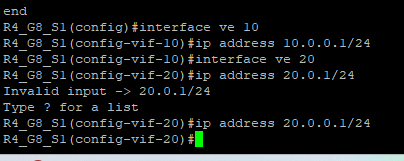 end
R4_G8_S1(config)#interface ve 10
R4_G8_S1(config-vif-10)#ip address 10.0.0.1/24
R4_G8_S1(config-vif-10)#interface ve 20
R4_G8_S1(config-vif-20)#ip address 20.0.1/24
Invalid input -> 20.0.1/24
Type ? for a list
R4_G8_S1(config-vif-20)#ip address 20.0.0.1/24
R4_G8_S1(config-vif-20)#